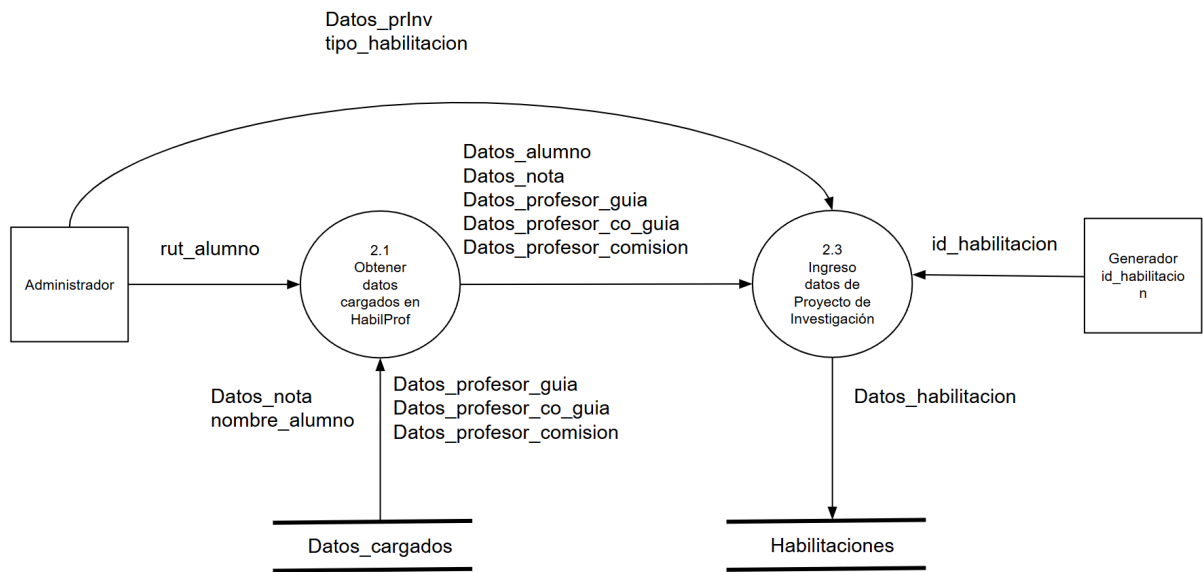 Datos_prInv
tipo_habilitacion
Datos_alumno
Datos_nota
Datos_profesor_guia
Datos_profesor_co_guia
Datos_profesor_comision
Administrador
rut_alumno
2.1
Obtener
datos
cargados en
HabilProf
2.3
Ingreso
datos de
Proyecto de
Investigación
id_habilitacion
Generador
id_habilitacio
n
Datos_nota
nombre_alumno
Datos_profesor_guia
Datos_profesor_co_guia
Datos_profesor_comision
Datos_habilitacion
Datos_cargados
Habilitaciones